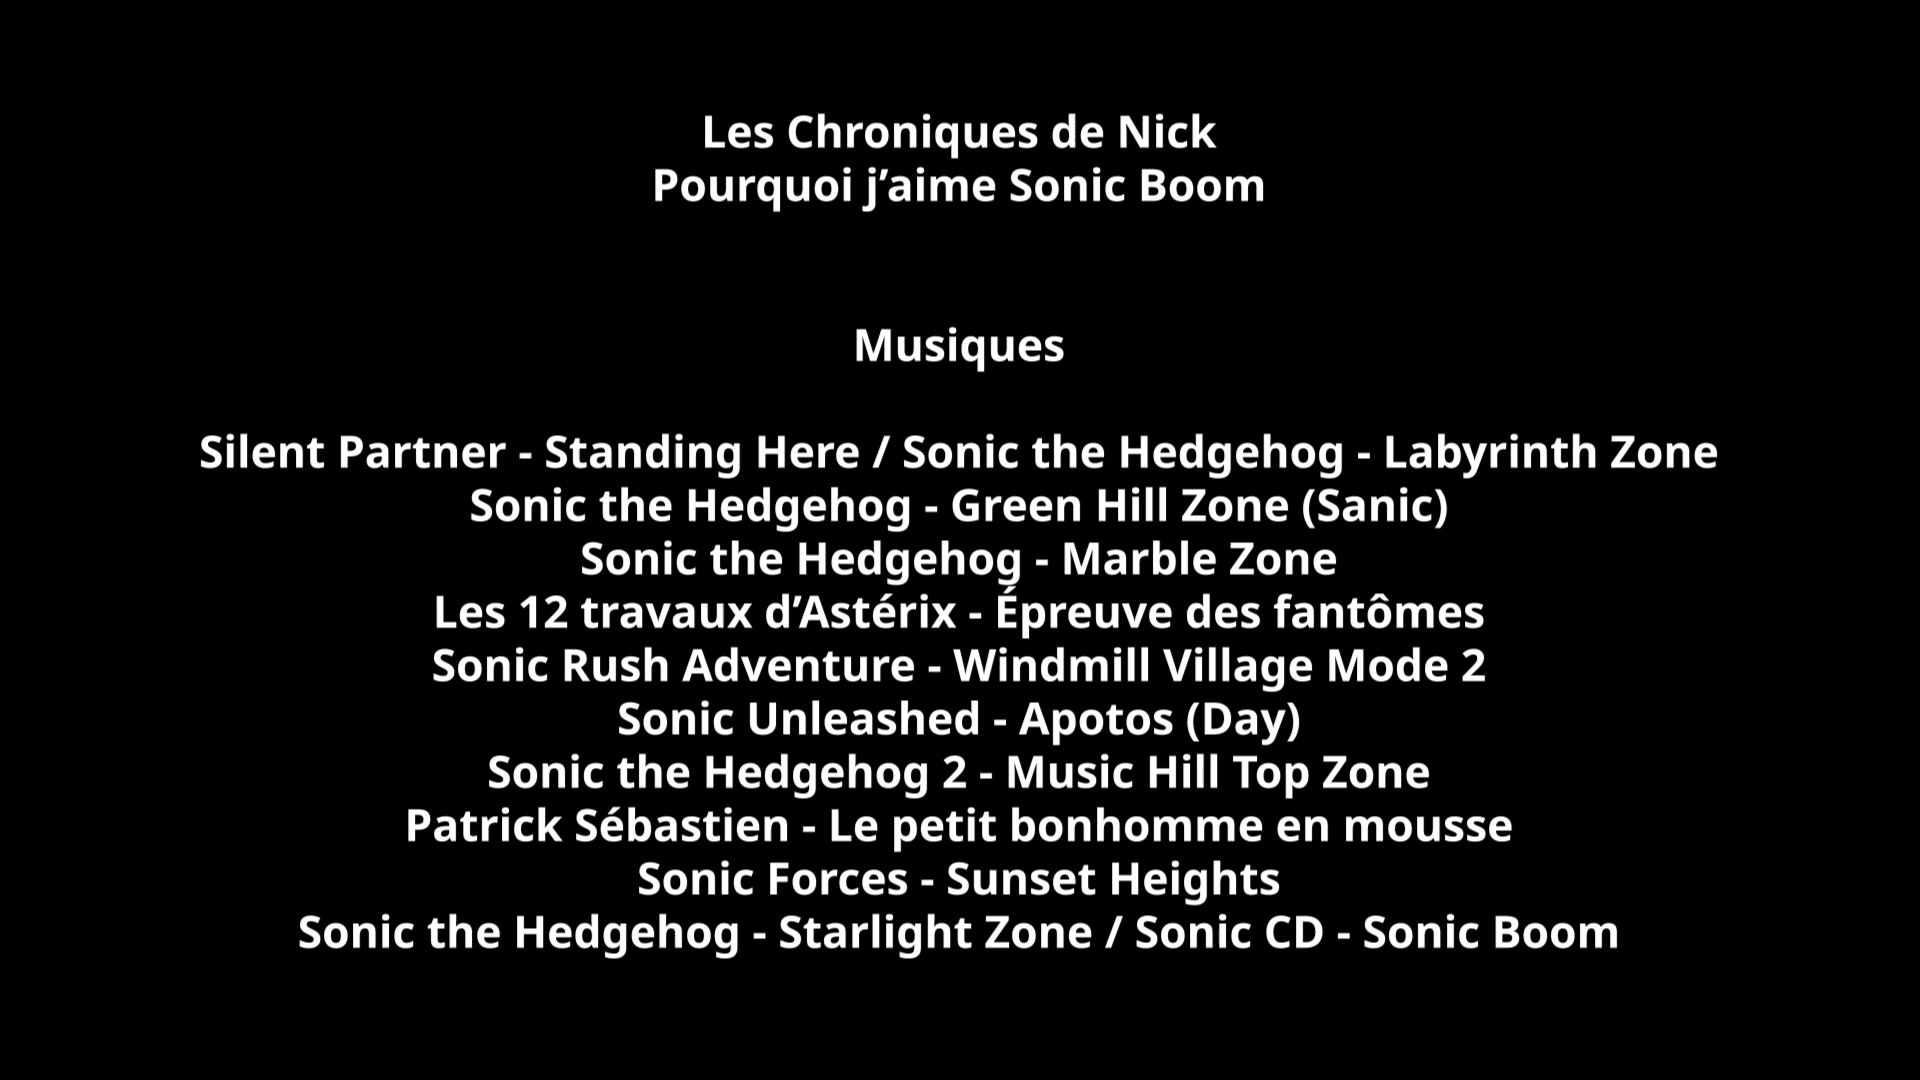 Les Chroniques de Nick
Pourquoi j’aime Sonic Boom
Musiques
Silent Partner - Standing Here / Sonic the Hedgehog - Labyrinth Zone
Sonic the Hedgehog - Green Hill Zone (Sanic)
Sonic the Hedgehog - Marble Zone
Les 12 travaux d’Astérix - Épreuve des fantômes
Sonic Rush Adventure - Windmill Village Mode 2
Sonic Unleashed - Apotos (Day)
Sonic the Hedgehog 2 - Music Hill Top Zone
Patrick Sébastien - Le petit bonhomme en mousse
Sonic Forces - Sunset Heights
Sonic the Hedgehog - Starlight Zone / Sonic CD - Sonic Boom